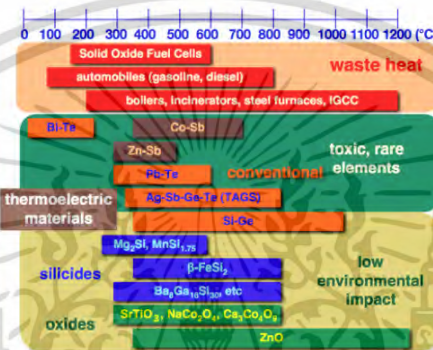 0 100 200 300 400 500 600 700 800 900 1000 1100 1200 (°C
Solid Oxide Fuel Cells
waste heat
automobiles (gasoline, diesel)
boilers, incinerators, steel furnaces, IGCC
Bi-Te
Co-Sb
toxic, rare
elements
Zn-Sb
Pb-Te
conventional
thermoelectric
materials
Ag-Sb-Ge-Te (TAGS)
Si-Ge
Mg₂Si, MnSi₁.₇₅
silicides
β-FeSi₂
low
environmental
impact
Ba₈Ga₁₆Si₃₀, etc
oxides
SrTiO₃, NaCo₂O₄, Ca₃Co₄O₉
ZnO